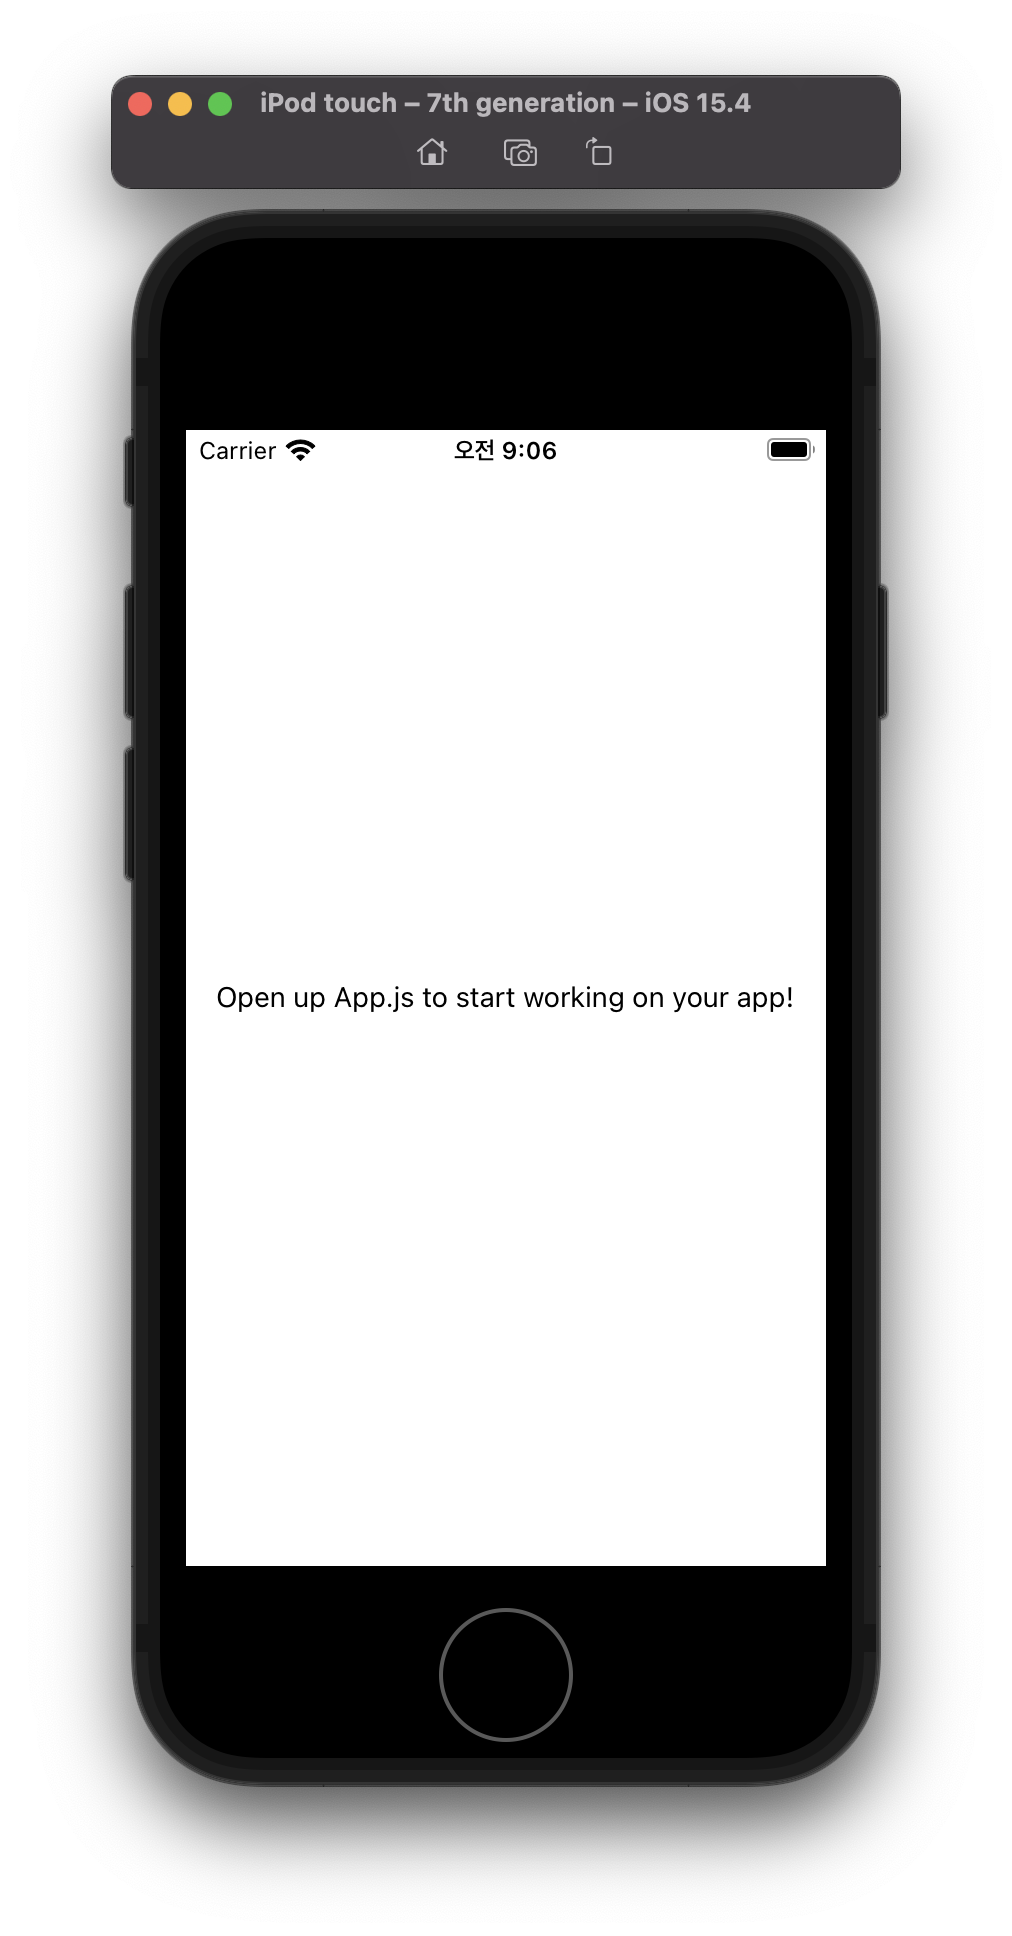 iPod touch – 7th generation – iOS 15.4
Carrier 오전 9:06
Open up App.js to start working on your app!